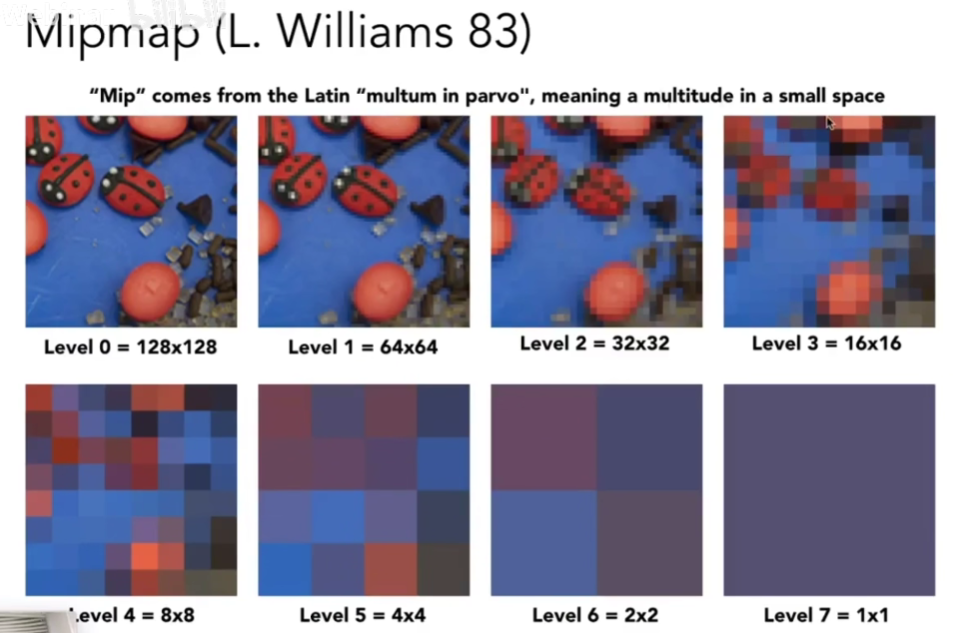 Mipmap (L. Williams 83)
“Mip” comes from the Latin “multum in parvo", meaning a multitude in a small space
Level 0 = 128x128
Level 1 = 64x64
Level 2 = 32x32
Level 3 = 16x16
Level 4 = 8x8
Level 5 = 4x4
Level 6 = 2x2
Level 7 = 1x1